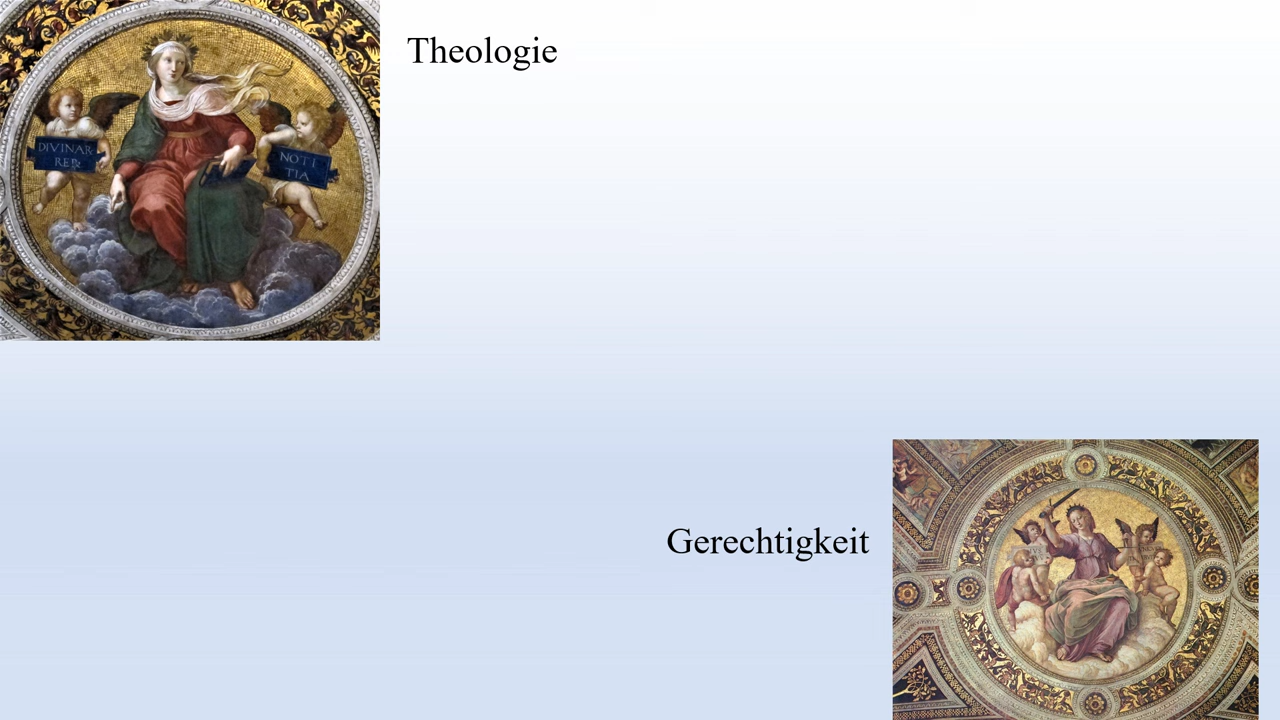 Theologie
DIVINAR
RER
NOTI
TIA
Gerechtigkeit